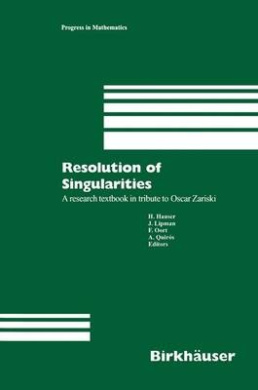 Progress in Mathematics
Resolution of
Singularities
A research textbook in tribute to Oscar Zariski
H. Hauser
J. Lipman
F. Oort
A. Quirós
Editors
Birkhäuser